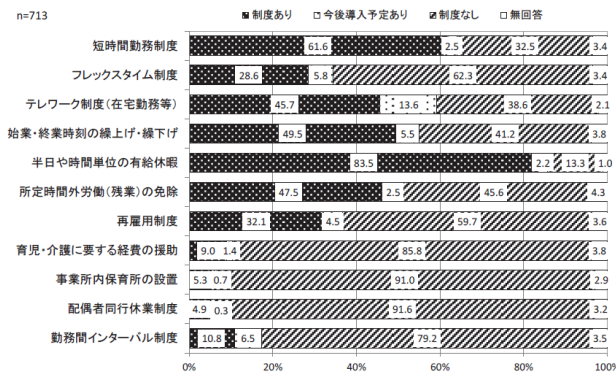 n=713
制度あり 今後導入予定あり 制度なし 無回答
短時間勤務制度 61.6 2.5 32.5 3.4
フレックスタイム制度 28.6 5.8 62.3 3.4
テレワーク制度(在宅勤務等) 45.7 13.6 38.6 2.1
始業・終業時刻の繰上げ・繰下げ 49.5 5.5 41.2 3.8
半日や時間単位の有給休暇 83.5 2.2 13.3 1.0
所定時間外労働(残業)の免除 47.5 2.5 45.6 4.3
再雇用制度 32.1 4.5 59.7 3.6
育児・介護に要する経費の援助 9.0 1.4 85.8 3.8
事業所内保育所の設置 5.3 0.7 91.0 2.9
配偶者同行休業制度 4.9 0.3 91.6 3.2
勤務間インターバル制度 10.8 6.5 79.2 3.5
0% 20% 40% 60% 80% 100%